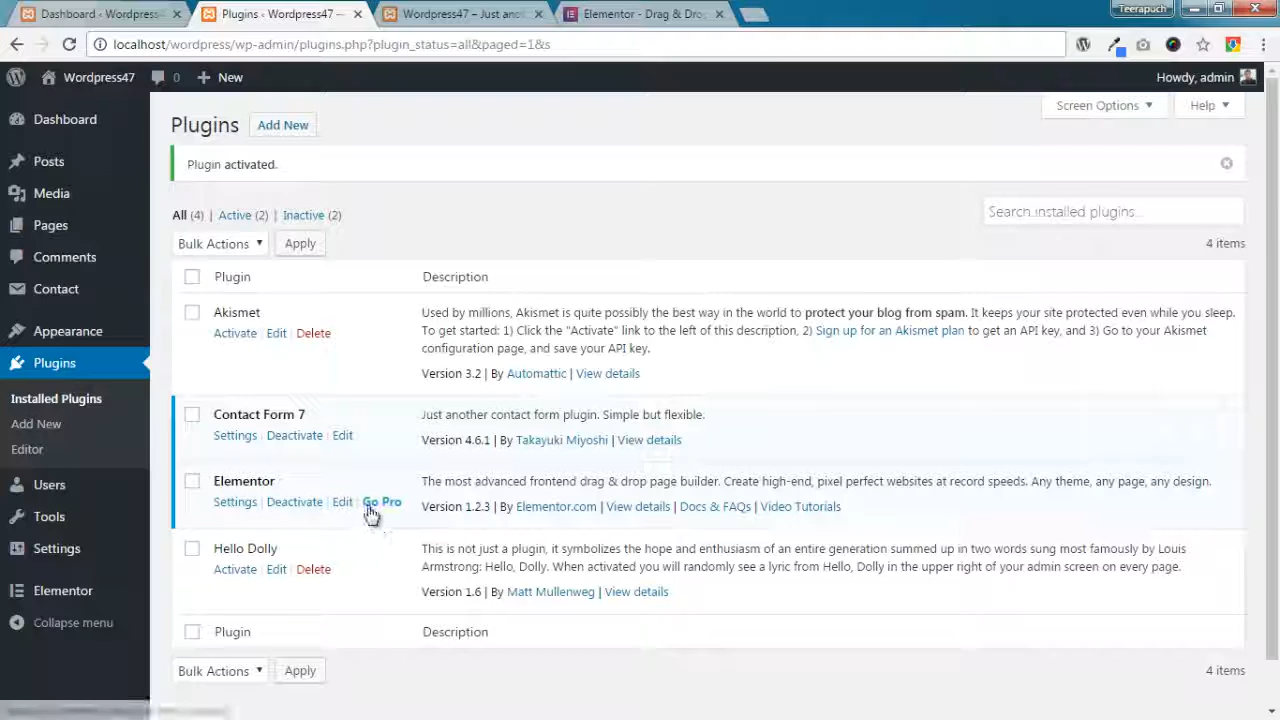 Dashboard ‹ Wordpress
Plugins ‹ Wordpress47 —
Wordpress47 – Just ano
Elementor - Drag & Dro
Teerapuch
localhost/wordpress/wp-admin/plugins.php?plugin_status=all&paged=1&s
Wordpress47
0
New
Howdy, admin
Screen Options
Help
Dashboard
Posts
Media
Pages
Comments
Contact
Appearance
Plugins
Installed Plugins
Add New
Editor
Users
Tools
Settings
Elementor
Collapse menu
Plugins
Add New
Plugin activated.
All (4) | Active (2) | Inactive (2)
Search installed plugins...
Bulk Actions
Apply
4 items
Plugin
Description
Akismet
Activate | Edit | Delete
Used by millions, Akismet is quite possibly the best way in the world to protect your blog from spam. It keeps your site protected even while you sleep.
To get started: 1) Click the "Activate" link to the left of this description, 2) Sign up for an Akismet plan to get an API key, and 3) Go to your Akismet
configuration page, and save your API key.
Version 3.2 | By Automattic | View details
Contact Form 7
Settings | Deactivate | Edit
Just another contact form plugin. Simple but flexible.
Version 4.6.1 | By Takayuki Miyoshi | View details
Elementor
Settings | Deactivate | Edit | Go Pro
The most advanced frontend drag & drop page builder. Create high-end, pixel perfect websites at record speeds. Any theme, any page, any design.
Version 1.2.3 | By Elementor.com | View details | Docs & FAQs | Video Tutorials
Hello Dolly
Activate | Edit | Delete
This is not just a plugin, it symbolizes the hope and enthusiasm of an entire generation summed up in two words sung most famously by Louis
Armstrong: Hello, Dolly. When activated you will randomly see a lyric from Hello, Dolly in the upper right of your admin screen on every page.
Version 1.6 | By Matt Mullenweg | View details
Plugin
Description
Bulk Actions
Apply
4 items